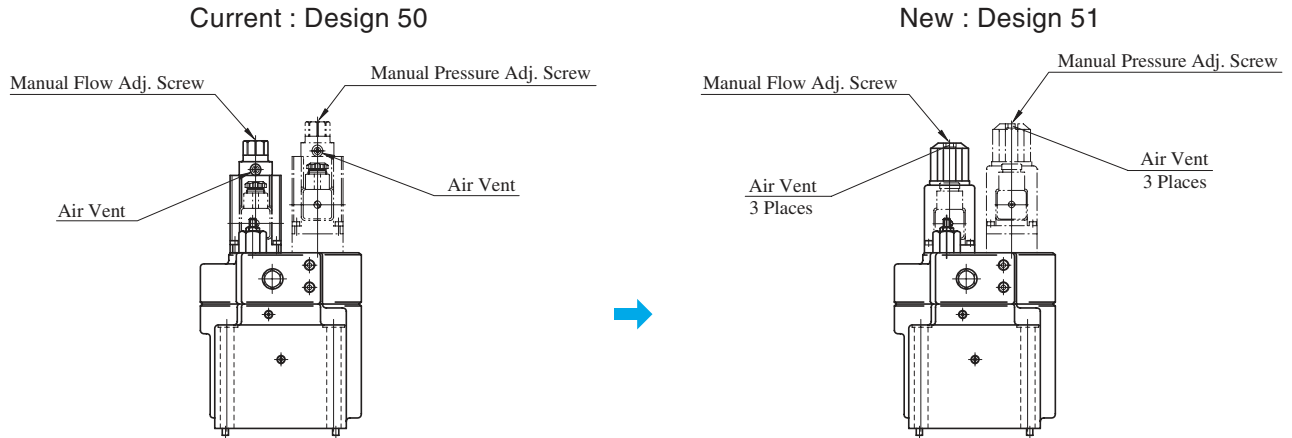 Current : Design 50
Manual Flow Adj. Screw
Manual Pressure Adj. Screw
Air Vent
Air Vent
New : Design 51
Manual Flow Adj. Screw
Manual Pressure Adj. Screw
Air Vent
3 Places
Air Vent
3 Places